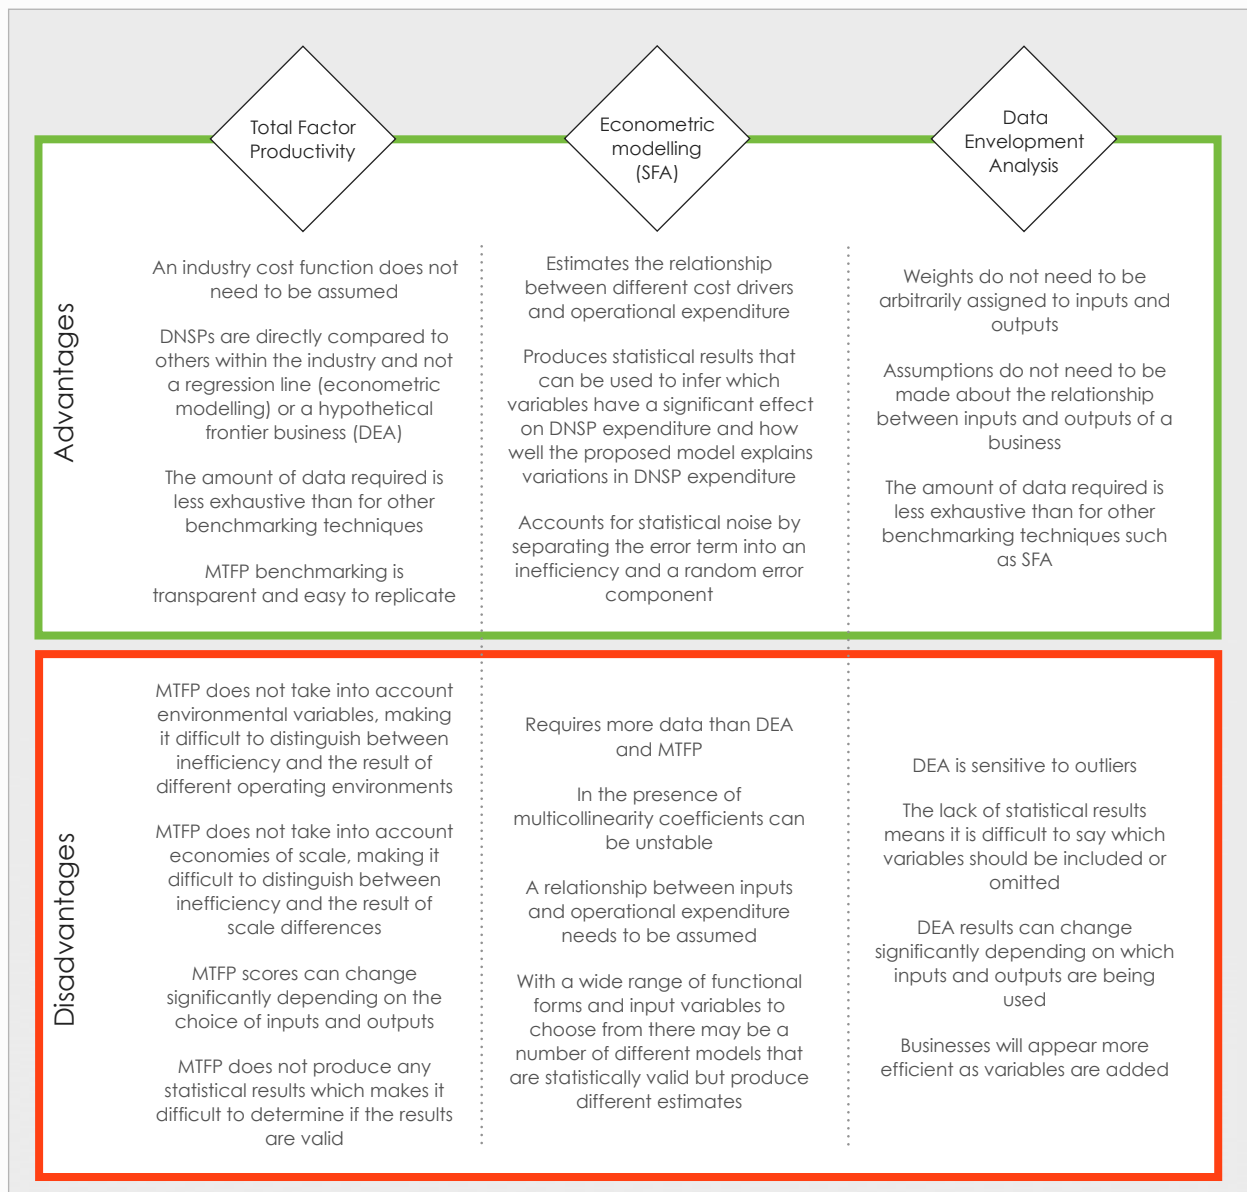 Total Factor
Productivity
Econometric
modelling
(SFA)
Data
Envelopment
Analysis
Advantages
An industry cost function does not
need to be assumed
DNSPs are directly compared to
others within the industry and not
a regression line (econometric
modelling) or a hypothetical
frontier business (DEA)
The amount of data required is
less exhaustive than for other
benchmarking techniques
MTFP benchmarking is
transparent and easy to replicate
Estimates the relationship
between different cost drivers
and operational expenditure
Produces statistical results that
can be used to infer which
variables have a significant effect
on DNSP expenditure and how
well the proposed model explains
variations in DNSP expenditure
Accounts for statistical noise by
separating the error term into an
inefficiency and a random error
component
Weights do not need to be
arbitrarily assigned to inputs and
outputs
Assumptions do not need to be
made about the relationship
between inputs and outputs of a
business
The amount of data required is
less exhaustive than for other
benchmarking techniques such
as SFA
Disadvantages
MTFP does not take into account
environmental variables, making
it difficult to distinguish between
inefficiency and the result of
different operating environments
MTFP does not take into account
economies of scale, making it
difficult to distinguish between
inefficiency and the result of
scale differences
MTFP scores can change
significantly depending on the
choice of inputs and outputs
MTFP does not produce any
statistical results which makes it
difficult to determine if the results
are valid
Requires more data than DEA
and MTFP
In the presence of
multicollinearity coefficients can
be unstable
A relationship between inputs
and operational expenditure
needs to be assumed
With a wide range of functional
forms and input variables to
choose from there may be a
number of different models that
are statistically valid but produce
different estimates
DEA is sensitive to outliers
The lack of statistical results
means it is difficult to say which
variables should be included or
omitted
DEA results can change
significantly depending on which
inputs and outputs are being
used
Businesses will appear more
efficient as variables are added